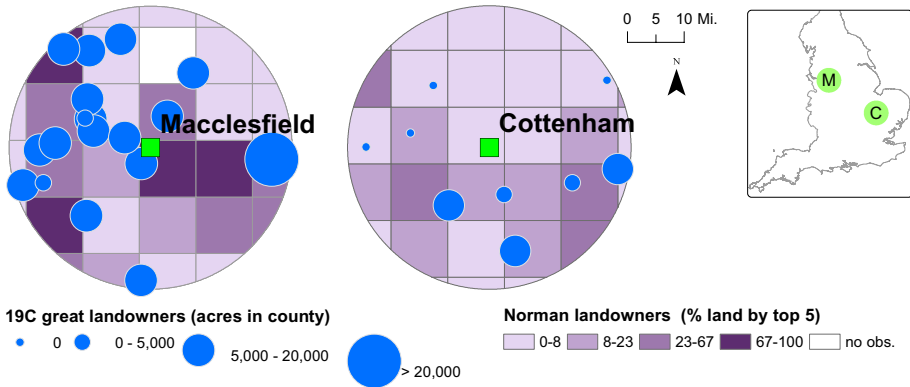 0 5 10 Mi.
N
M
C
Macclesfield
Cottenham
19C great landowners (acres in county)
0
0 - 5,000
5,000 - 20,000
> 20,000
Norman landowners (% land by top 5)
0-8
8-23
23-67
67-100
no obs.